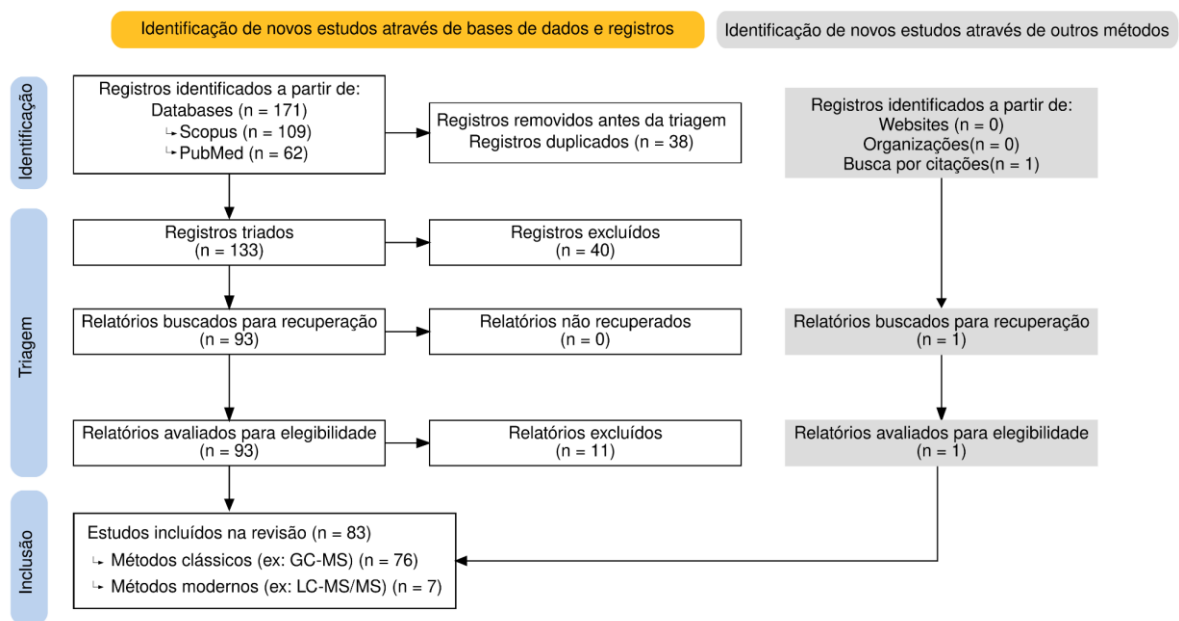 Identificação de novos estudos através de bases de dados e registros
Identificação de novos estudos através de outros métodos
Identificação
Registros identificados a partir de:
Databases (n = 171)
↳Scopus (n = 109)
↳PubMed (n = 62)
Registros removidos antes da triagem
Registros duplicados (n = 38)
Registros identificados a partir de:
Websites (n = 0)
Organizações(n = 0)
Busca por citações(n = 1)
Triagem
Registros triados
(n = 133)
Registros excluídos
(n = 40)
Relatórios buscados para recuperação
(n = 93)
Relatórios não recuperados
(n = 0)
Relatórios buscados para recuperação
(n = 1)
Relatórios avaliados para elegibilidade
(n = 93)
Relatórios excluídos
(n = 11)
Relatórios avaliados para elegibilidade
(n = 1)
Inclusão
Estudos incluídos na revisão (n = 83)
↳ Métodos clássicos (ex: GC-MS) (n = 76)
↳ Métodos modernos (ex: LC-MS/MS) (n = 7)